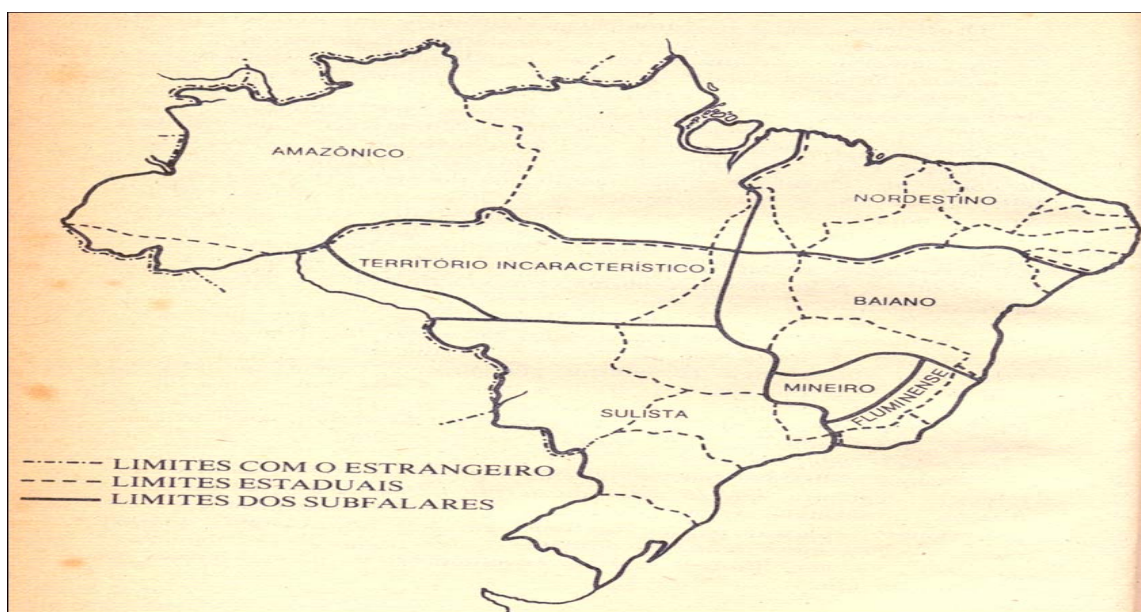 AMAZÔNICO
NORDESTINO
TERRITÓRIO INCARACTERÍSTICO
BAIANO
MINEIRO
FLUMINENSE
SULISTA
LIMITES COM O ESTRANGEIRO
LIMITES ESTADUAIS
LIMITES DOS SUBFALARES